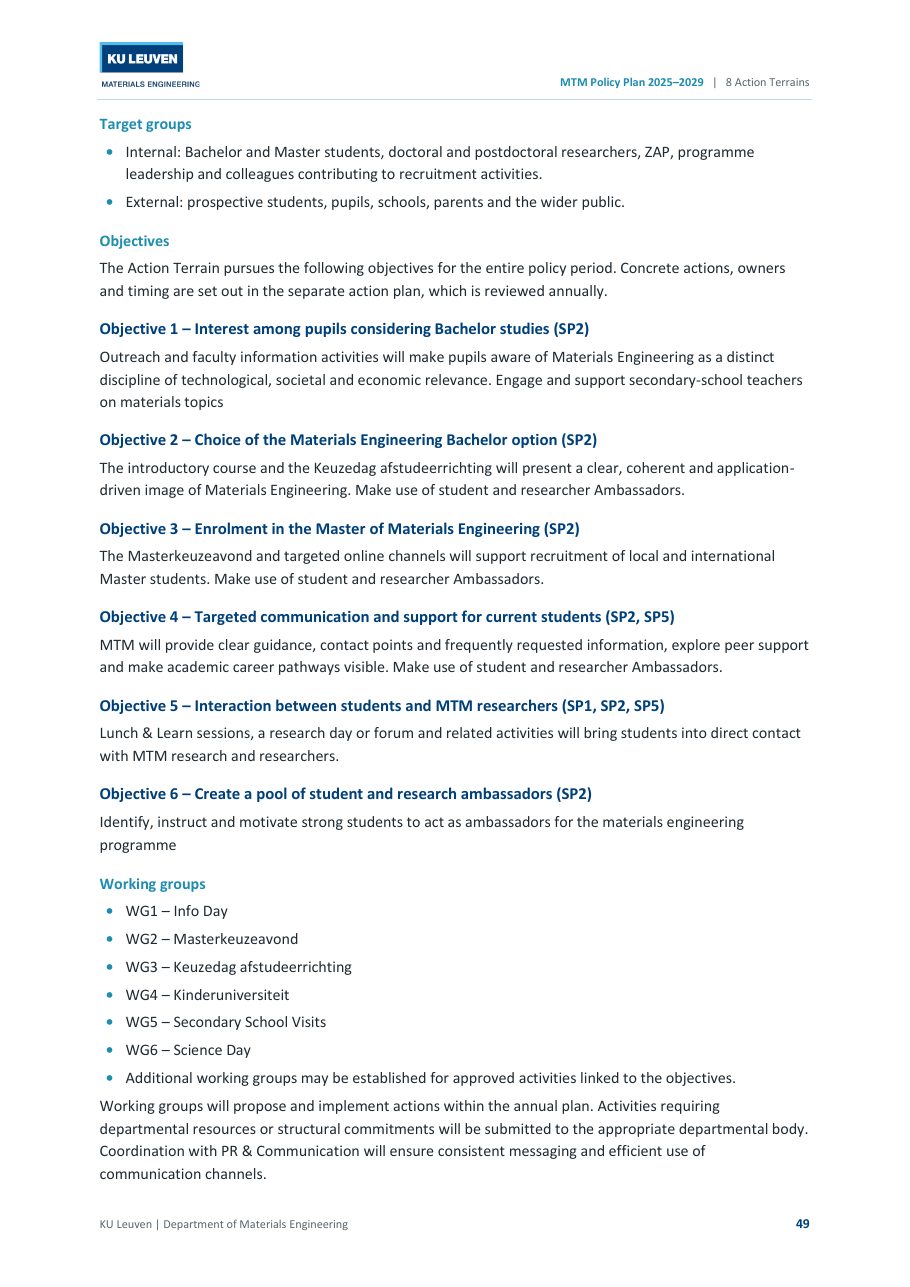 KU LEUVEN
MATERIALS ENGINEERING
MTM Policy Plan 2025–2029 | 8 Action Terrains
Target groups
• Internal: Bachelor and Master students, doctoral and postdoctoral researchers, ZAP, programme
leadership and colleagues contributing to recruitment activities.
• External: prospective students, pupils, schools, parents and the wider public.
Objectives
The Action Terrain pursues the following objectives for the entire policy period. Concrete actions, owners
and timing are set out in the separate action plan, which is reviewed annually.
Objective 1 – Interest among pupils considering Bachelor studies (SP2)
Outreach and faculty information activities will make pupils aware of Materials Engineering as a distinct
discipline of technological, societal and economic relevance. Engage and support secondary-school teachers
on materials topics
Objective 2 – Choice of the Materials Engineering Bachelor option (SP2)
The introductory course and the Keuzedag afstudeerrichting will present a clear, coherent and application-
driven image of Materials Engineering. Make use of student and researcher Ambassadors.
Objective 3 – Enrolment in the Master of Materials Engineering (SP2)
The Masterkeuzeavond and targeted online channels will support recruitment of local and international
Master students. Make use of student and researcher Ambassadors.
Objective 4 – Targeted communication and support for current students (SP2, SP5)
MTM will provide clear guidance, contact points and frequently requested information, explore peer support
and make academic career pathways visible. Make use of student and researcher Ambassadors.
Objective 5 – Interaction between students and MTM researchers (SP1, SP2, SP5)
Lunch & Learn sessions, a research day or forum and related activities will bring students into direct contact
with MTM research and researchers.
Objective 6 – Create a pool of student and research ambassadors (SP2)
Identify, instruct and motivate strong students to act as ambassadors for the materials engineering
programme
Working groups
• WG1 – Info Day
• WG2 – Masterkeuzeavond
• WG3 – Keuzedag afstudeerrichting
• WG4 – Kinderuniversiteit
• WG5 – Secondary School Visits
• WG6 – Science Day
• Additional working groups may be established for approved activities linked to the objectives.
Working groups will propose and implement actions within the annual plan. Activities requiring
departmental resources or structural commitments will be submitted to the appropriate departmental body.
Coordination with PR & Communication will ensure consistent messaging and efficient use of
communication channels.
KU Leuven | Department of Materials Engineering 49